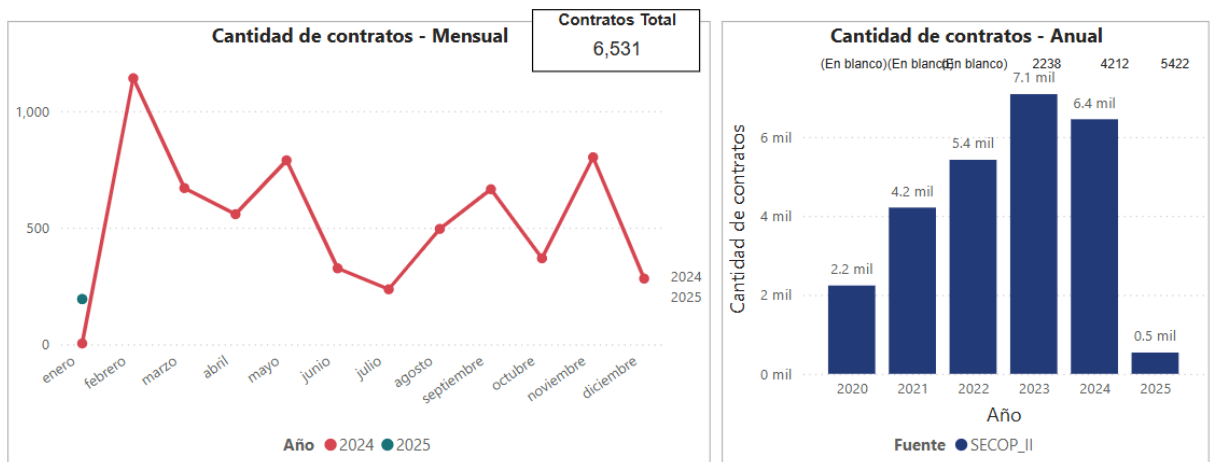 Cantidad de contratos - Mensual
Contratos Total
6,531
1,000
500
0
enero
febrero
marzo
abril
mayo
junio
julio
agosto
septiembre
octubre
noviembre
diciembre
2024
2025
Año 2024 2025
Cantidad de contratos - Anual
(En blanco) (En blanco) (En blanco) 2238 4212 5422
Cantidad de contratos
6 mil
4 mil
2 mil
0 mil
2.2 mil
4.2 mil
5.4 mil
7.1 mil
6.4 mil
0.5 mil
2020 2021 2022 2023 2024 2025
Año
Fuente SECOP_II